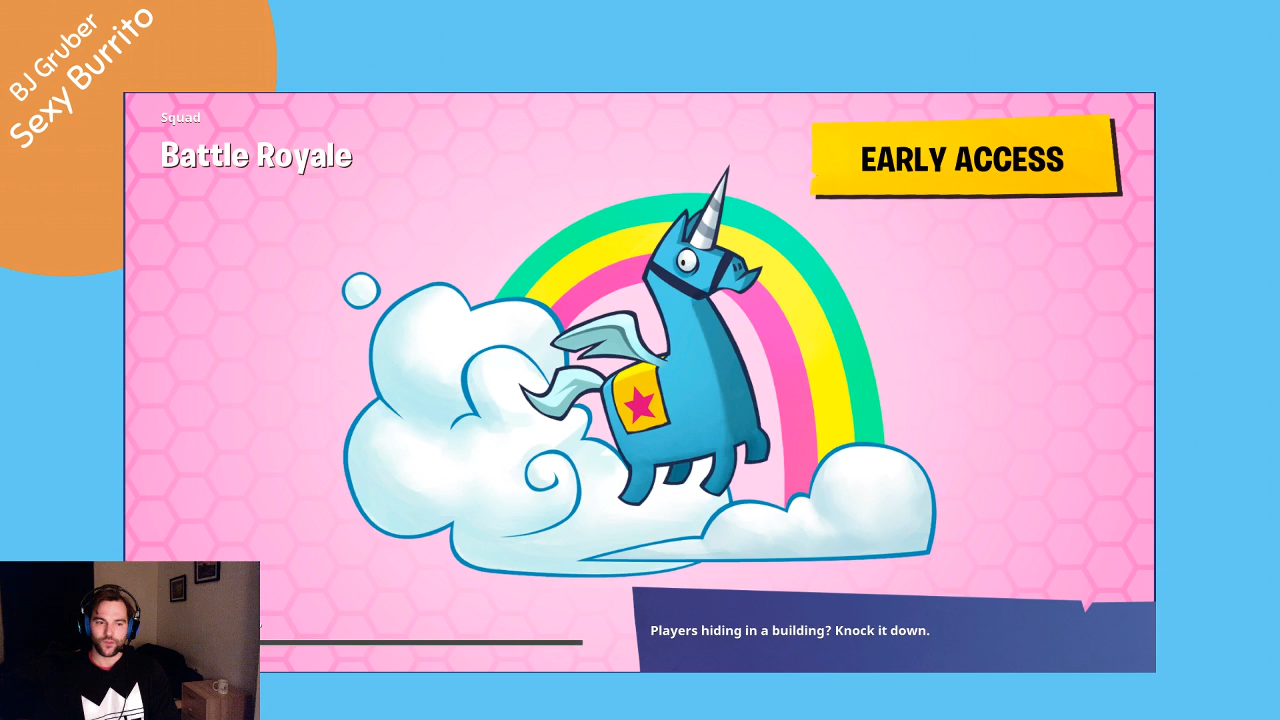 BJ Gruber
Sexy Burrito
Squad
Battle Royale
EARLY ACCESS
Players hiding in a building? Knock it down.